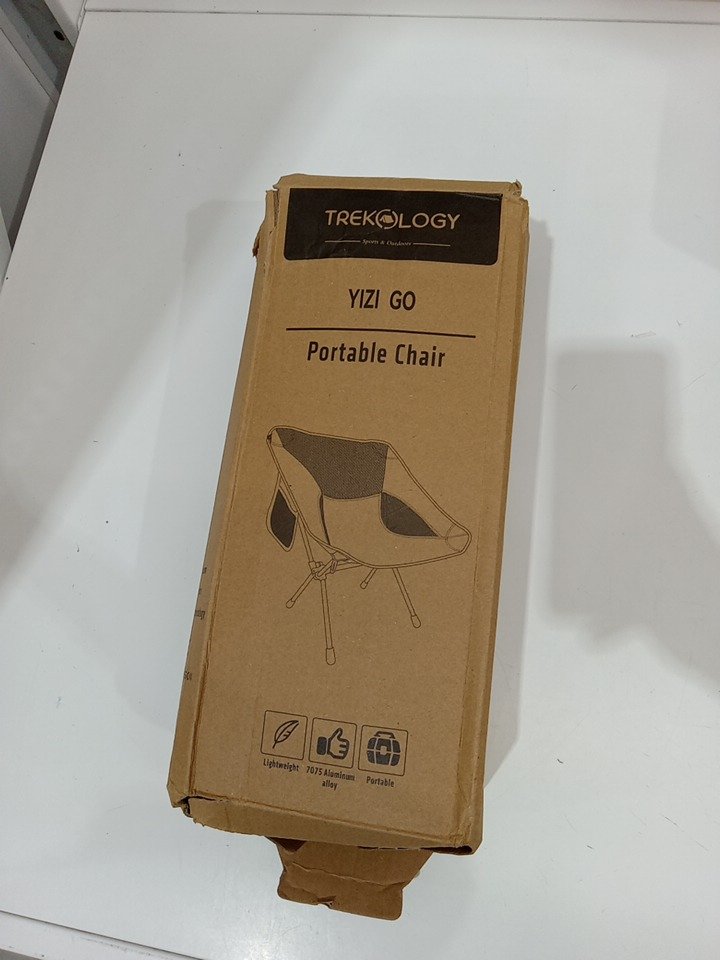 TREKOLOGY
Sports & Outdoors
YIZI GO
Portable Chair
Lightweight
7075 Aluminum
alloy
Portable